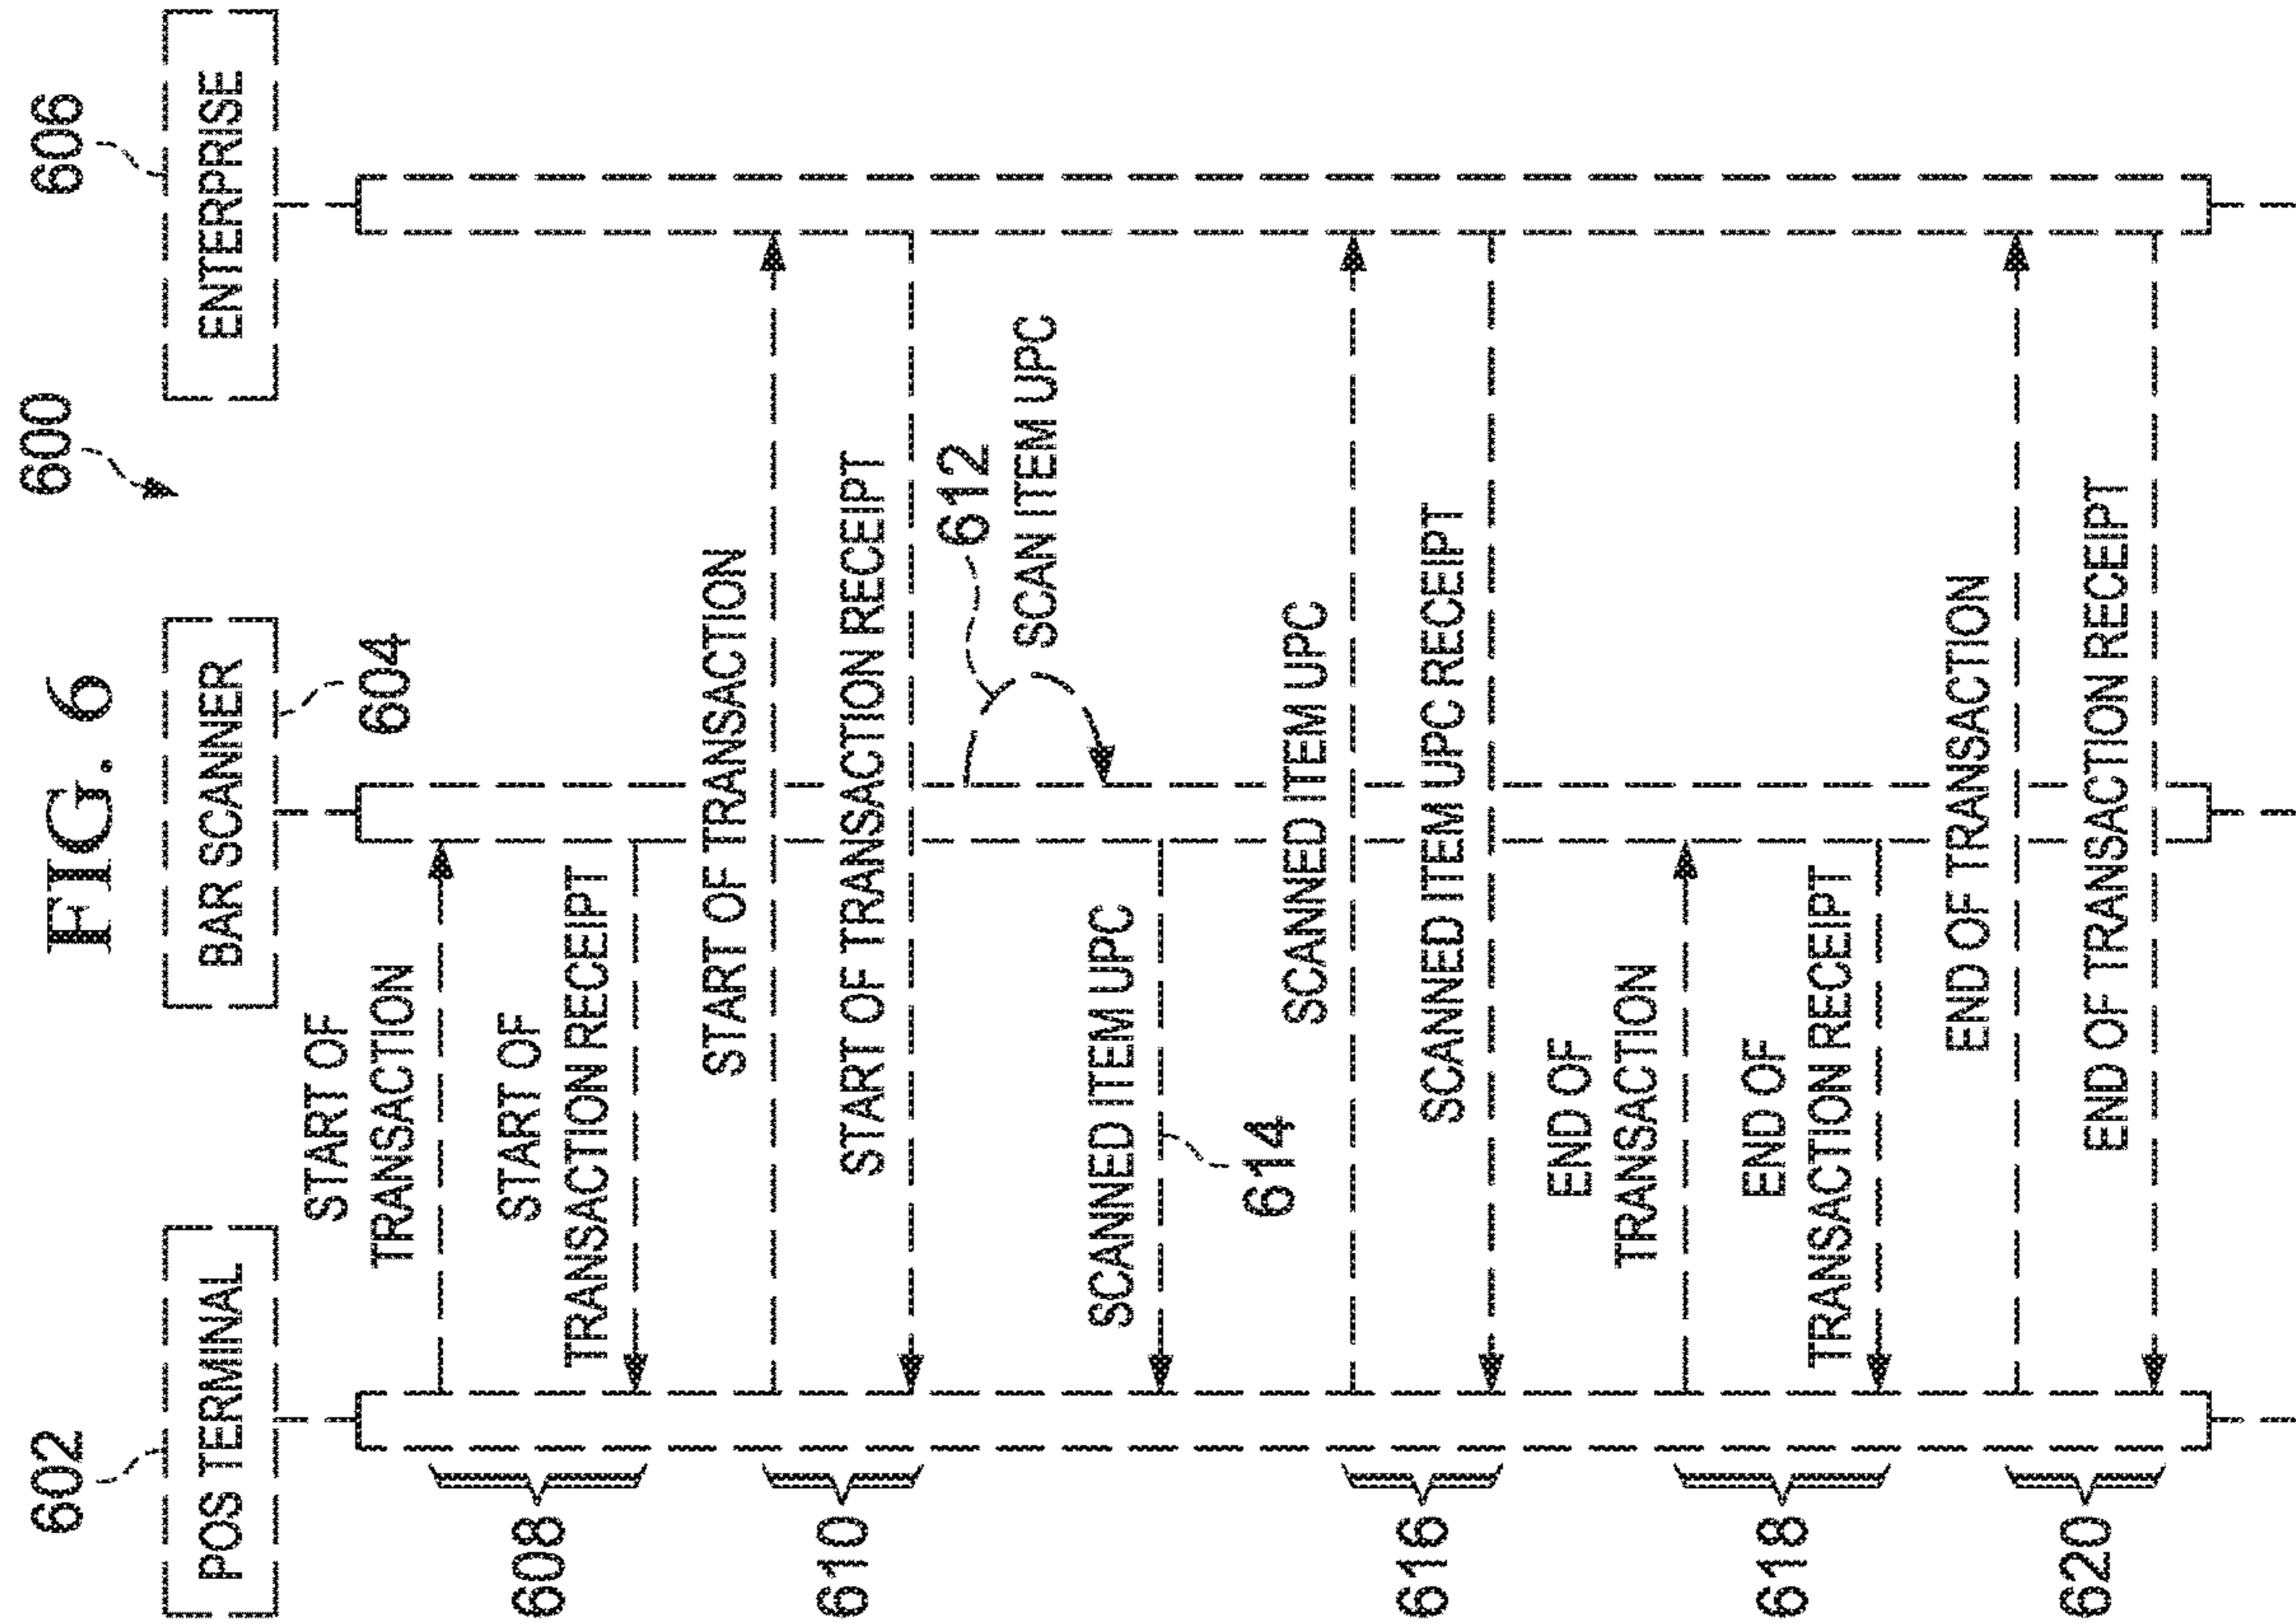 FIG. 6
600
602
POS TERMINAL
BAR SCANNER
604
606
ENTERPRISE
START OF
TRANSACTION
608
START OF
TRANSACTION RECEIPT
START OF TRANSACTION
610
START OF TRANSACTION RECEIPT
612
SCAN ITEM UPC
SCANNED ITEM UPC
614
SCANNED ITEM UPC
616
SCANNED ITEM UPC RECEIPT
END OF
TRANSACTION
618
END OF
TRANSACTION RECEIPT
END OF TRANSACTION
620
END OF TRANSACTION RECEIPT